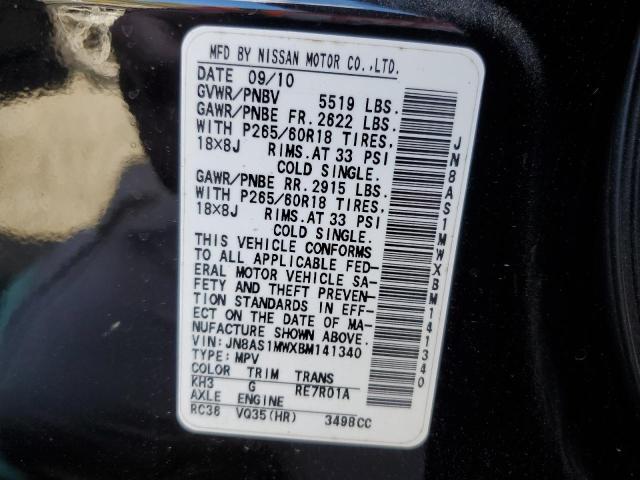 MFD BY NISSAN MOTOR CO.,LTD.
DATE 09/10
GVWR/PNBV 5519 LBS.
GAWR/PNBE FR. 2622 LBS.
WITH P265/60R18 TIRES,
18×8J RIMS. AT 33 PSI
COLD SINGLE.
GAWR/PNBE RR. 2915 LBS.
WITH P265/60R18 TIRES,
18×8J RIMS. AT 33 PSI
COLD SINGLE.
THIS VEHICLE CONFORMS
TO ALL APPLICABLE FED-
ERAL MOTOR VEHICLE SA-
FETY AND THEFT PREVEN-
TION STANDARDS IN EFF-
ECT ON THE DATE OF MA-
NUFACTURE SHOWN ABOVE.
VIN: JN8AS1MWXBM141340
TYPE: MPV
COLOR TRIM TRANS
KH3 G RE7R01A
AXLE ENGINE
RC36 VQ35(HR) 3498CC
JN8AS1MWXBM141340